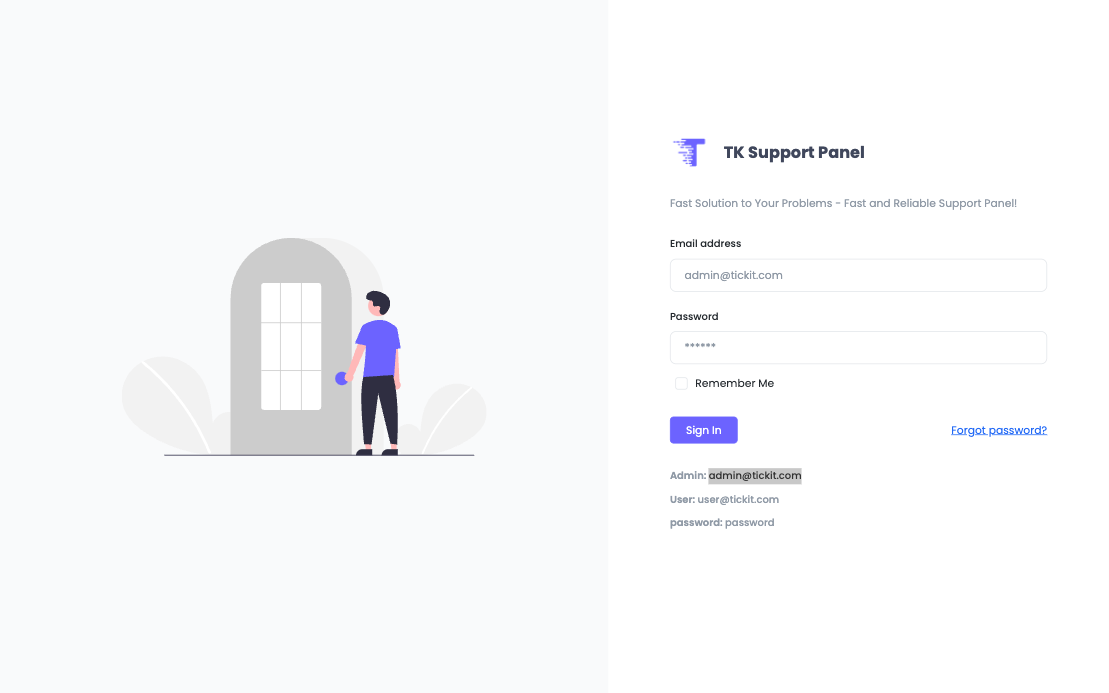 TK Support Panel
Fast Solution to Your Problems - Fast and Reliable Support Panel!
Email address
admin@tickit.com
Password
******
Remember Me
Sign In Forgot password?
Admin: admin@tickit.com
User: user@tickit.com
password: password